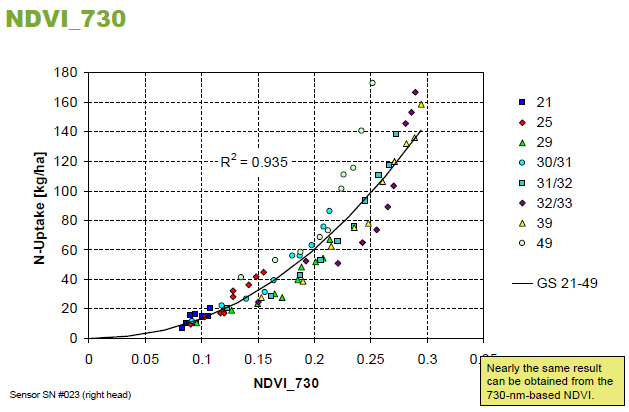 NDVI_730
180
160
140
120
100
80
60
40
20
0
N-Uptake [kg/ha]
R² = 0.935
0 0.05 0.1 0.15 0.2 0.25 0.3
NDVI_730
21
25
29
30/31
31/32
32/33
39
49
GS 21-49
Sensor SN #023 (right head)
Nearly the same result
can be obtained from the
730-nm-based NDVI.